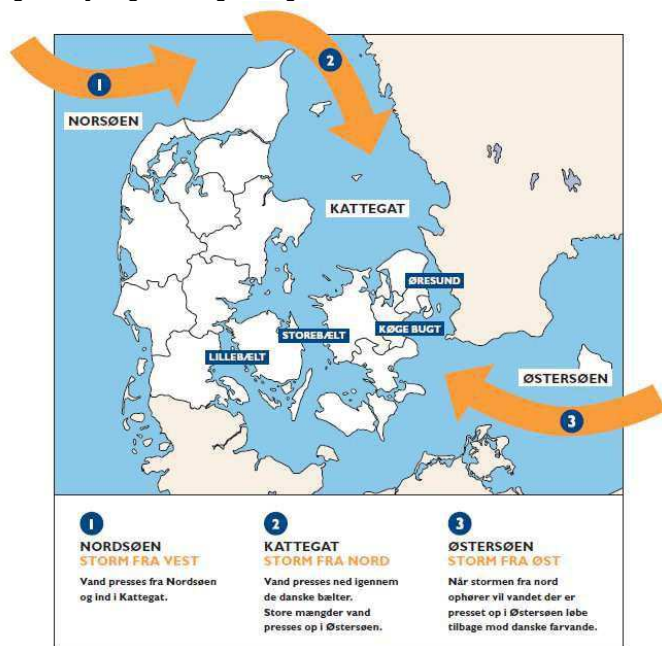 1
2
NORSØEN
KATTEGAT
ØRESUND
KØGE BUGT
STOREBÆLT
LILLEBÆLT
ØSTERSØEN
3
1
NORDSØEN
STORM FRA VEST
Vand presses fra Nordsøen
og ind i Kattegat.
2
KATTEGAT
STORM FRA NORD
Vand presses ned igennem
de danske bælter.
Store mængder vand
presses op i Østersøen.
3
ØSTERSØEN
STORM FRA ØST
Når stormen fra nord
ophører vil vandet der er
presset op i Østersøen løbe
tilbage mod danske farvande.